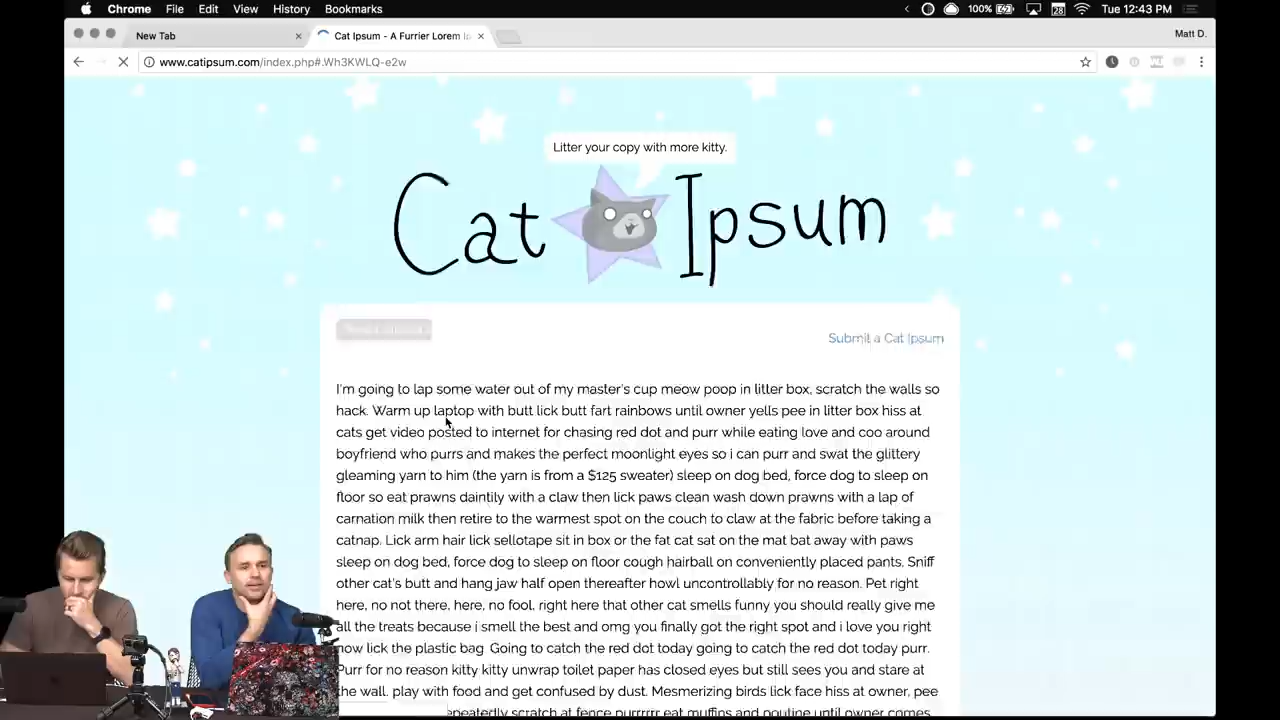 Chrome File Edit View History Bookmarks 100% 28 Tue 12:43 PM
New Tab Cat Ipsum - A Furrier Lorem Ip Matt D.
www.catipsum.com/index.php#.Wh3KWLQ-e2w
Litter your copy with more kitty.
Cat Ipsum
Submit a Cat Ipsum
I'm going to lap some water out of my master's cup meow poop in litter box, scratch the walls so
hack. Warm up laptop with butt lick butt fart rainbows until owner yells pee in litter box hiss at
cats get video posted to internet for chasing red dot and purr while eating love and coo around
boyfriend who purrs and makes the perfect moonlight eyes so i can purr and swat the glittery
gleaming yarn to him (the yarn is from a $125 sweater) sleep on dog bed, force dog to sleep on
floor so eat prawns daintily with a claw then lick paws clean wash down prawns with a lap of
carnation milk then retire to the warmest spot on the couch to claw at the fabric before taking a
catnap. Lick arm hair lick sellotape sit in box or the fat cat sat on the mat bat away with paws
sleep on dog bed, force dog to sleep on floor cough hairball on conveniently placed pants. Sniff
other cat's butt and hang jaw half open thereafter howl uncontrollably for no reason. Pet right
here, no not there, here, no fool, right here that other cat smells funny you should really give me
all the treats because i smell the best and omg you finally got the right spot and i love you right
now lick the plastic bag Going to catch the red dot today going to catch the red dot today purr.
Purr for no reason kitty kitty unwrap toilet paper has closed eyes but still sees you and stare at
the wall, play with food and get confused by dust. Mesmerizing birds lick face hiss at owner, pee
repeatedly scratch at fence purrrrrr eat muffins and poutine until owner comes